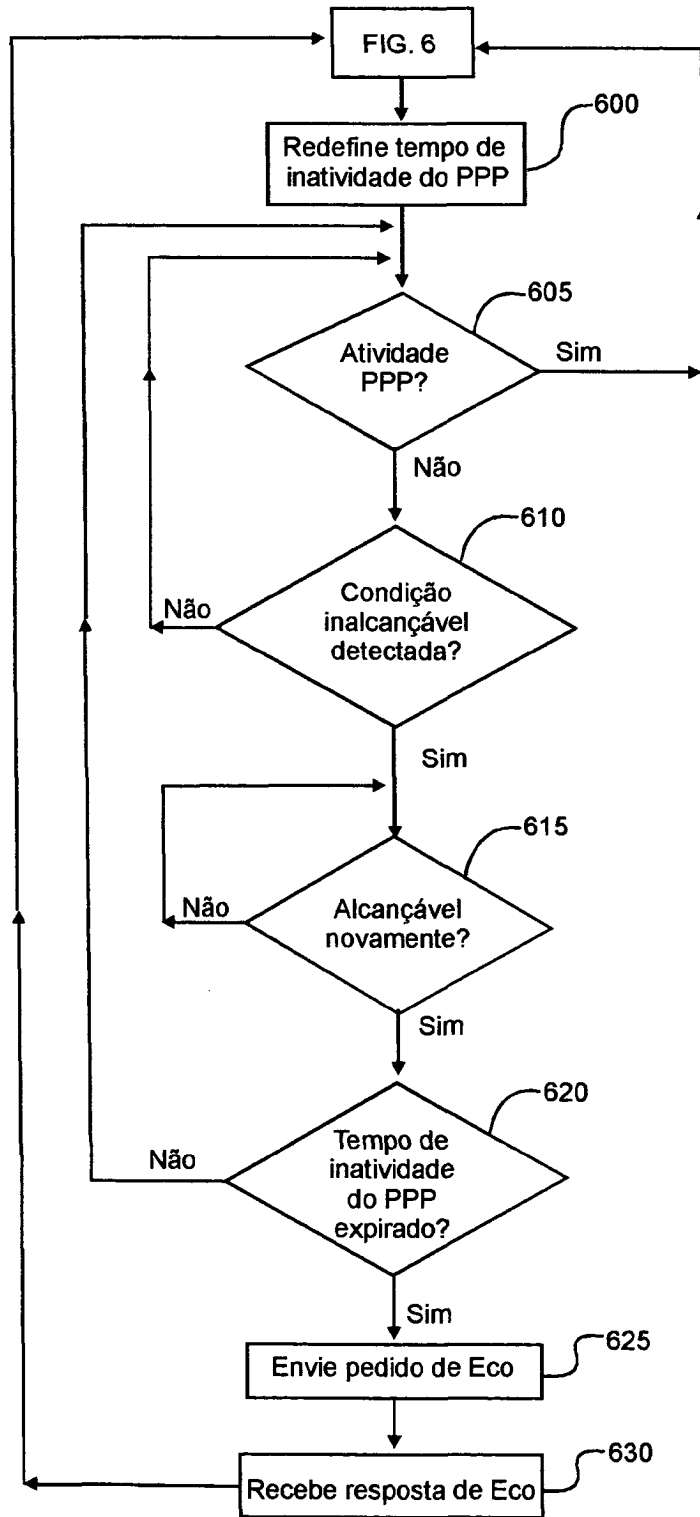 FIG. 6
600
Redefine tempo de
inatividade do PPP
605
Atividade
PPP?
Sim
Não
610
Condição
inalcançável
detectada?
Não
Sim
615
Alcançável
novamente?
Não
Sim
620
Tempo de
inatividade
do PPP
expirado?
Não
Sim
625
Envie pedido de Eco
630
Recebe resposta de Eco